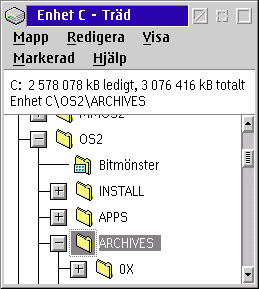 Enhet C - Träd
Mapp Redigera Visa
Markerad Hjälp
C: 2 578 078 kB ledigt, 3 076 416 kB totalt
Enhet C\OS2\ARCHIVES
MMOS2
OS2
Bitmönster
INSTALL
APPS
ARCHIVES
0X